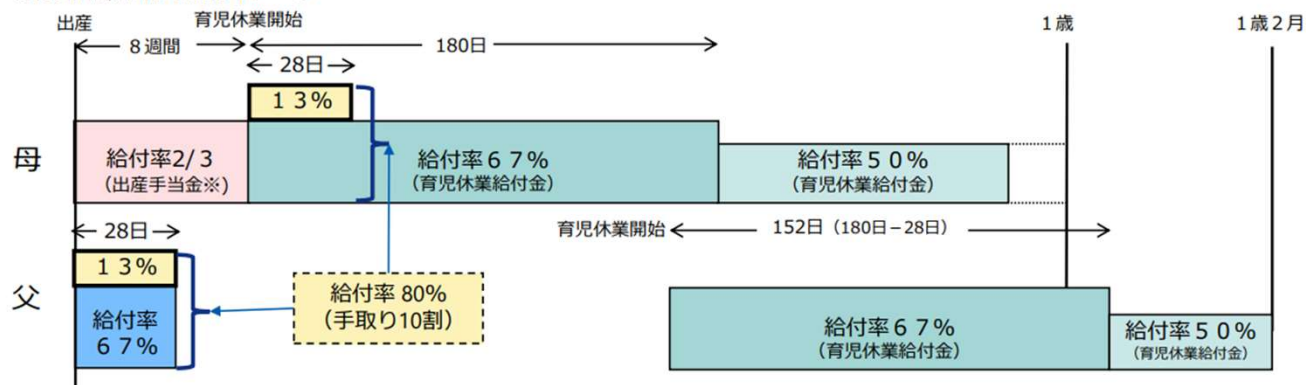 出産
育児休業開始
1歳
1歳2月
8週間
180日
28日
13%
母
給付率2/3
(出産手当金※)
給付率67%
(育児休業給付金)
給付率50%
(育児休業給付金)
28日
育児休業開始
152日(180日-28日)
13%
父
給付率
67%
給付率 80%
(手取り10割)
給付率67%
(育児休業給付金)
給付率50%
(育児休業給付金)